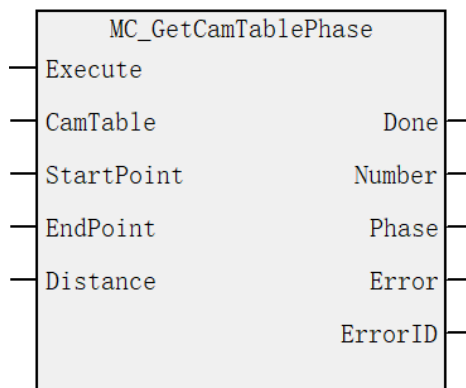 MC_GetCamTablePhase
Execute
CamTable Done
StartPoint Number
EndPoint Phase
Distance Error
ErrorID